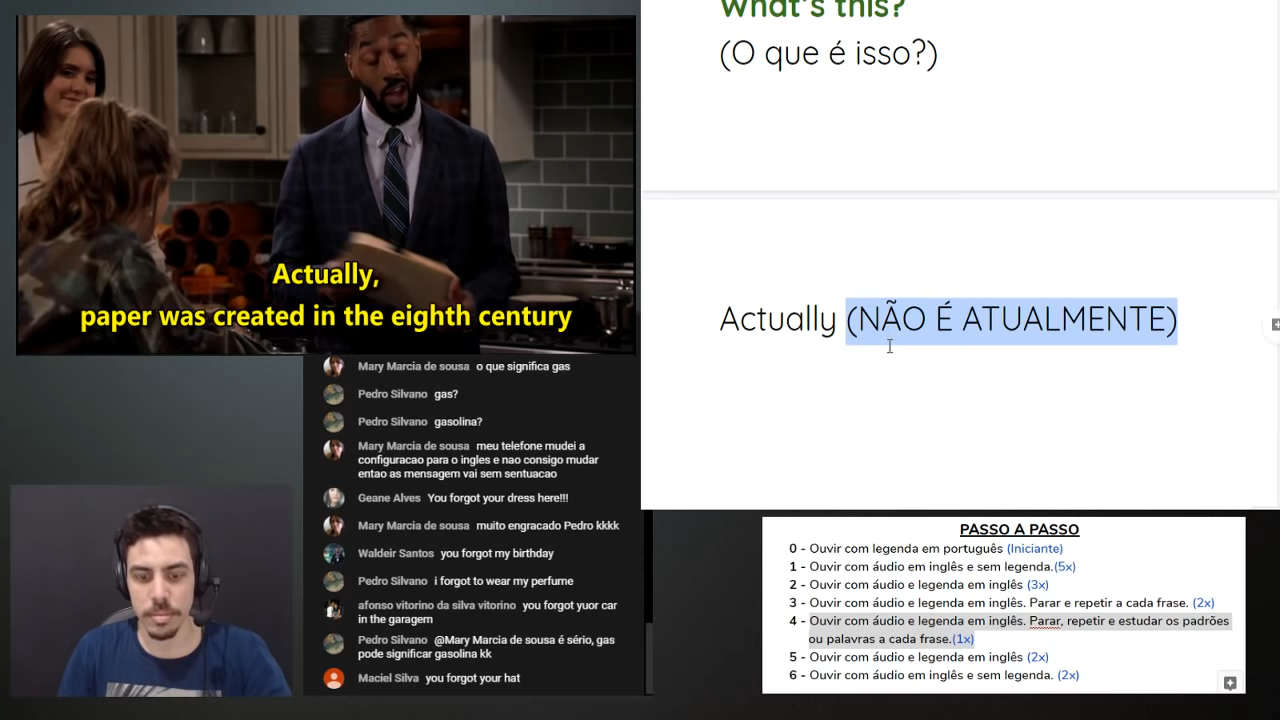 Actually,
paper was created in the eighth century
What's this?
(O que é isso?)
Actually (NÃO É ATUALMENTE)
Mary Marcia de sousa o que significa gas
Pedro Silvano gas?
Pedro Silvano gasolina?
Mary Marcia de sousa meu telefone mudei a
configuracao para o ingles e nao consigo mudar
entao as mensagem vai sem sentuacao
Geane Alves You forgot your dress here!!!
Mary Marcia de sousa muito engracado Pedro kkkk
Waldeir Santos you forgot my birthday
Pedro Silvano i forgot to wear my perfume
afonso vitorino da silva vitorino you forgot yuor car
in the garagem
Pedro Silvano @Mary Marcia de sousa é sério, gas
pode significar gasolina kk
Maciel Silva you forgot your hat
PASSO A PASSO
0 - Ouvir com legenda em português (Iniciante)
1 - Ouvir com áudio em inglês e sem legenda.(5x)
2 - Ouvir com áudio e legenda em inglês (3x)
3 - Ouvir com áudio e legenda em inglês. Parar e repetir a cada frase. (2x)
4 - Ouvir com áudio e legenda em inglês. Parar, repetir e estudar os padrões
ou palavras a cada frase.(1x)
5 - Ouvir com áudio e legenda em inglês (2x)
6 - Ouvir com áudio em inglês e sem legenda. (2x)